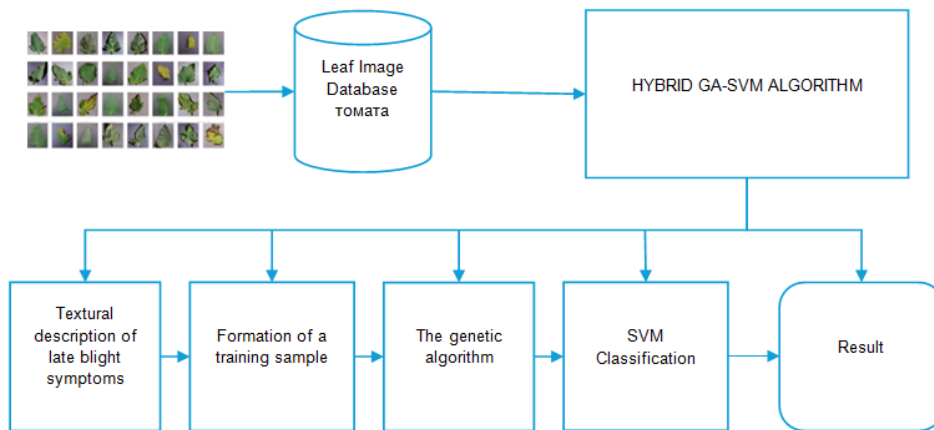 Leaf Image
Database
томата
HYBRID GA-SVM ALGORITHM
Textural
description of
late blight
symptoms
Formation of a
training sample
The genetic
algorithm
SVM
Classification
Result